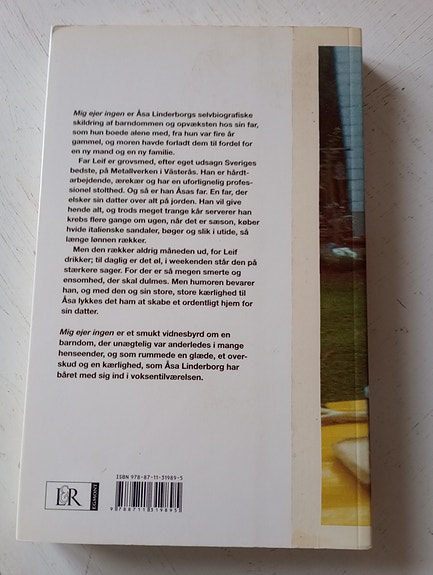 Mig ejer ingen er Åsa Linderborgs selvbiografiske
skildring af barndommen og opvæksten hos sin far,
som hun boede alene med, fra hun var fire år
gammel, og moren havde forladt dem til fordel for
en ny mand og en ny familie.
Far Leif er grovsmed, efter eget udsagn Sveriges
bedste, på Metallverken i Västerås. Han er hårdt-
arbejdende, ærekær og har en uforlignelig profes-
sionel stolthed. Og så er han Åsas far. En far, der
elsker sin datter over alt på jorden. Han vil give
hende alt, og trods meget trange kår serverer han
krebs flere gange om ugen, når det er sæson, køber
hvide italienske sandaler, bøger og slik i utide, så
længe lønnen rækker.
Men den rækker aldrig måneden ud, for Leif
drikker; til daglig er det øl, i weekenden står den på
stærkere sager. For der er så megen smerte og
ensomhed, der skal dulmes. Men humoren bevarer
han, og med den og sin store, store kærlighed til
Åsa lykkes det ham at skabe et ordentligt hjem for
sin datter.
Mig ejer ingen er et smukt vidnesbyrd om en
barndom, der unægtelig var anderledes i mange
henseender, og som rummede en glæde, et over-
skud og en kærlighed, som Åsa Linderborg har
båret med sig ind i voksentilværelsen.
ISBN 978-87-11-31989-5
L&R
EGMONT
9 788711 319895